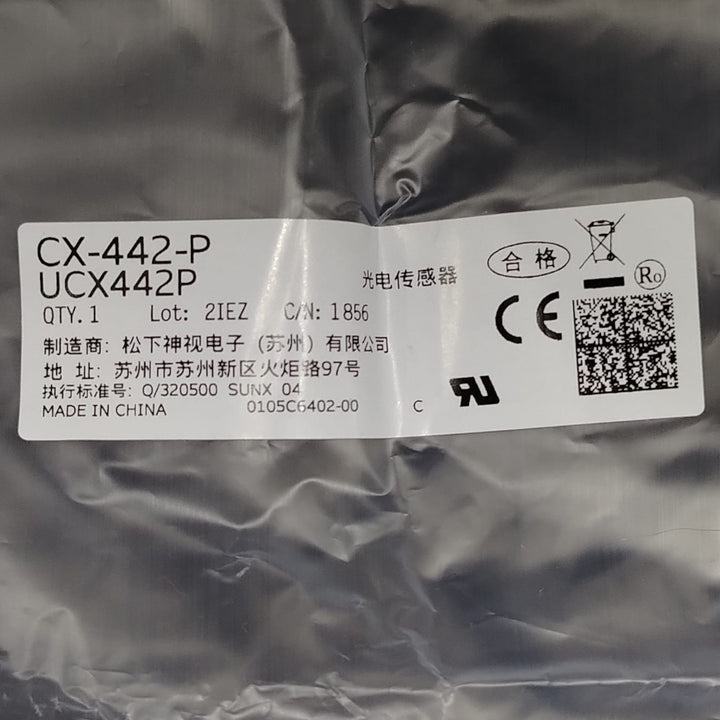 CX-442-P
UCX442P
光电传感器
合格
Ro
QTY.1 Lot: 2IEZ C/N: 1856
CE
制造商: 松下神视电子 (苏州) 有限公司
地 址: 苏州市苏州新区火炬路97号
执行标准号: Q/320500 SUNX 04
MADE IN CHINA 0105C6402-00 C
RU